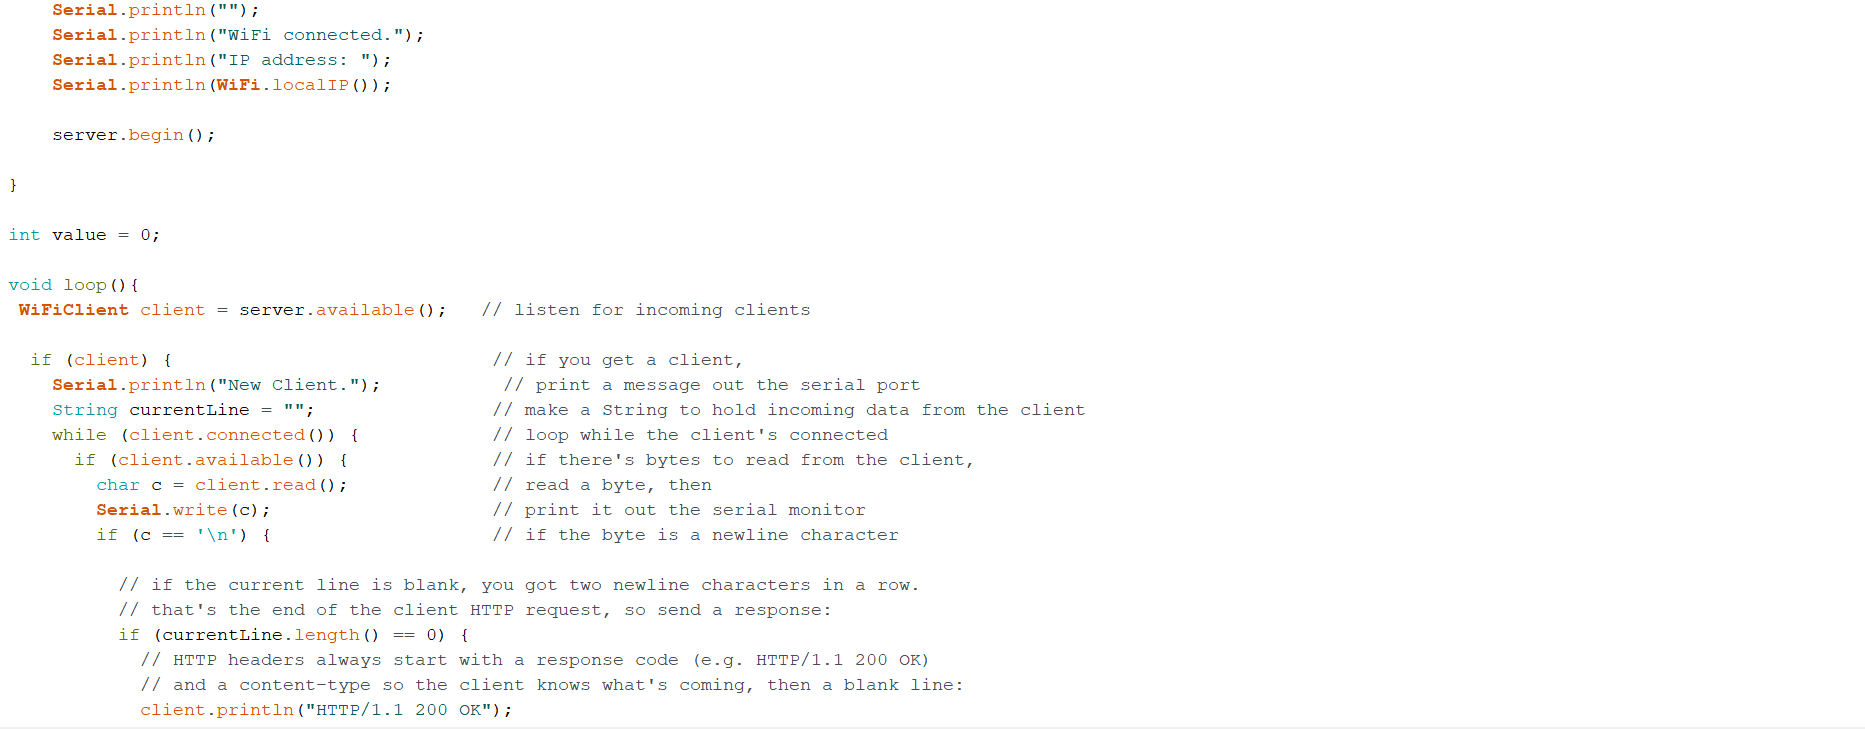 Serial.println("");
Serial.println("WiFi connected.");
Serial.println("IP address: ");
Serial.println(WiFi.localIP());
server.begin();
}
int value = 0;
void loop(){
WiFiClient client = server.available();   // listen for incoming clients
if (client) {                             // if you get a client,
Serial.println("New Client.");           // print a message out the serial port
String currentLine = "";                // make a String to hold incoming data from the client
while (client.connected()) {            // loop while the client's connected
if (client.available()) {             // if there's bytes to read from the client,
char c = client.read();             // read a byte, then
Serial.write(c);                    // print it out the serial monitor
if (c == '\n') {                    // if the byte is a newline character
// if the current line is blank, you got two newline characters in a row.
// that's the end of the client HTTP request, so send a response:
if (currentLine.length() == 0) {
// HTTP headers always start with a response code (e.g. HTTP/1.1 200 OK)
// and a content-type so the client knows what's coming, then a blank line:
client.println("HTTP/1.1 200 OK");